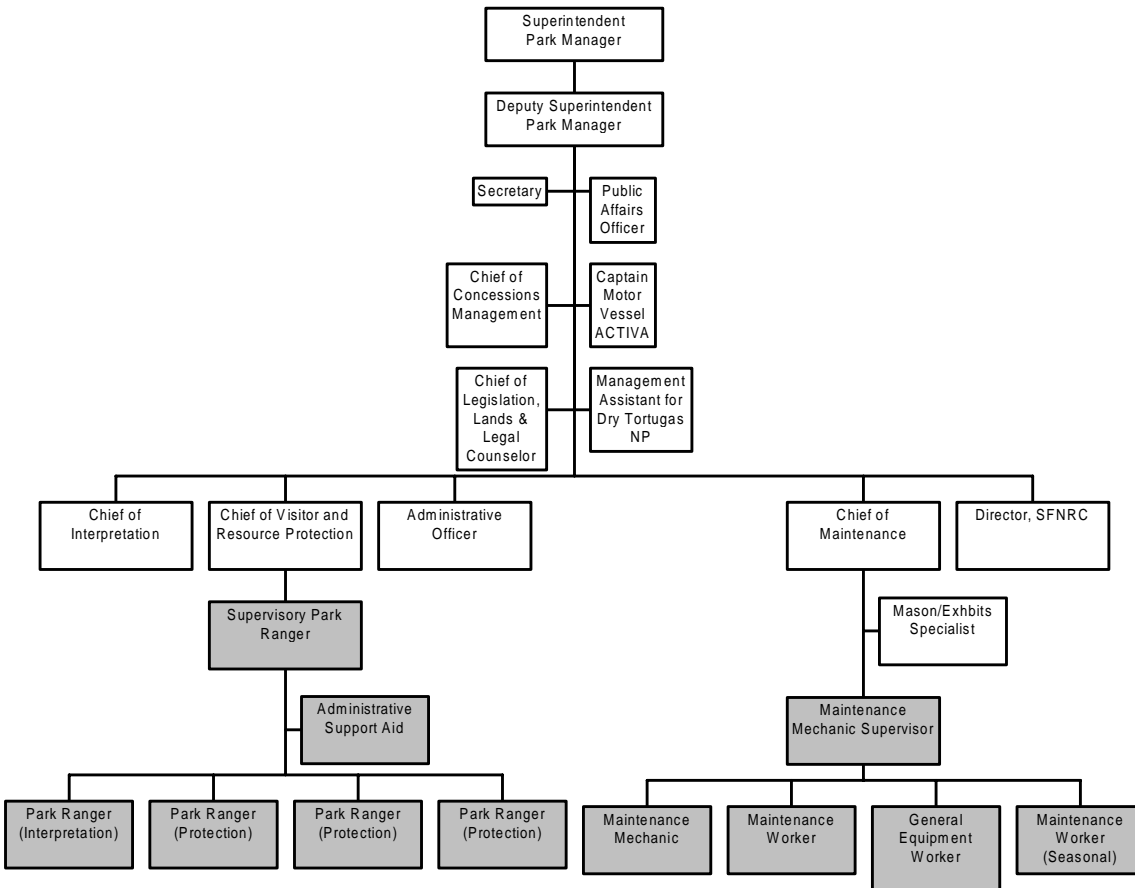 Superintendent
Park Manager
Deputy Superintendent
Park Manager
Secretary
Public
Affairs
Officer
Chief of
Concessions
Management
Captain
Motor
Vessel
ACTIVA
Chief of
Legislation,
Lands &
Legal
Counselor
Management
Assistant for
Dry Tortugas
NP
Chief of
Interpretation
Chief of Visitor and
Resource Protection
Administrative
Officer
Chief of
Maintenance
Director, SFNRC
Supervisory Park
Ranger
Mason/Exhbits
Specialist
Administrative
Support Aid
Maintenance
Mechanic Supervisor
Park Ranger
(Interpretation)
Park Ranger
(Protection)
Park Ranger
(Protection)
Park Ranger
(Protection)
Maintenance
Mechanic
Maintenance
Worker
General
Equipment
Worker
Maintenance
Worker
(Seasonal)